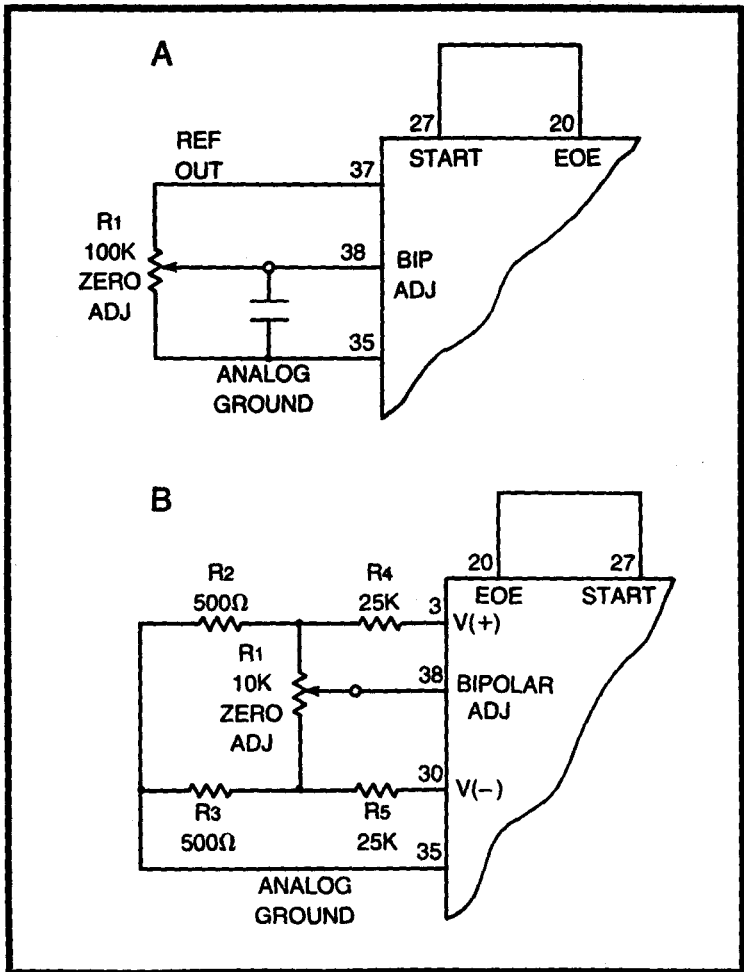 A
27
20
START
EOE
REF
OUT
37
R1
100K
ZERO
ADJ
38
BIP
ADJ
35
ANALOG
GROUND
B
20
27
EOE
START
R2
500Ω
R4
25K
3
V(+)
R1
10K
ZERO
ADJ
38
BIPOLAR
ADJ
30
V(−)
R3
500Ω
R5
25K
35
ANALOG
GROUND